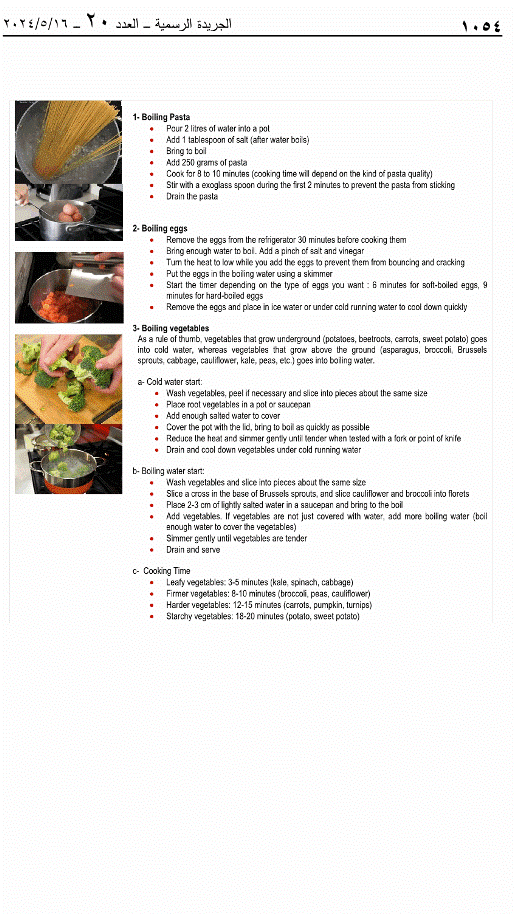 ١٠٥٤ الجريدة الرسمية – العدد ٢٠ – ٢٠٢٤/٥/١٦
1- Boiling Pasta
• Pour 2 litres of water into a pot
• Add 1 tablespoon of salt (after water boils)
• Bring to boil
• Add 250 grams of pasta
• Cook for 8 to 10 minutes (cooking time will depend on the kind of pasta quality)
• Stir with a exoglass spoon during the first 2 minutes to prevent the pasta from sticking
• Drain the pasta
2- Boiling eggs
• Remove the eggs from the refrigerator 30 minutes before cooking them
• Bring enough water to boil. Add a pinch of salt and vinegar
• Turn the heat to low while you add the eggs to prevent them from bouncing and cracking
• Put the eggs in the boiling water using a skimmer
• Start the timer depending on the type of eggs you want : 6 minutes for soft-boiled eggs, 9
minutes for hard-boiled eggs
• Remove the eggs and place in ice water or under cold running water to cool down quickly
3- Boiling vegetables
As a rule of thumb, vegetables that grow underground (potatoes, beetroots, carrots, sweet potato) goes
into cold water, whereas vegetables that grow above the ground (asparagus, broccoli, Brussels
sprouts, cabbage, cauliflower, kale, peas, etc.) goes into boiling water.
a- Cold water start:
• Wash vegetables, peel if necessary and slice into pieces about the same size
• Place root vegetables in a pot or saucepan
• Add enough salted water to cover
• Cover the pot with the lid, bring to boil as quickly as possible
• Reduce the heat and simmer gently until tender when tested with a fork or point of knife
• Drain and cool down vegetables under cold running water
b- Boiling water start:
• Wash vegetables and slice into pieces about the same size
• Slice a cross in the base of Brussels sprouts, and slice cauliflower and broccoli into florets
• Place 2-3 cm of lightly salted water in a saucepan and bring to the boil
• Add vegetables. If vegetables are not just covered with water, add more boiling water (boil
enough water to cover the vegetables)
• Simmer gently until vegetables are tender
• Drain and serve
c- Cooking Time
• Leafy vegetables: 3-5 minutes (kale, spinach, cabbage)
• Firmer vegetables: 8-10 minutes (broccoli, peas, cauliflower)
• Harder vegetables: 12-15 minutes (carrots, pumpkin, turnips)
• Starchy vegetables: 18-20 minutes (potato, sweet potato)